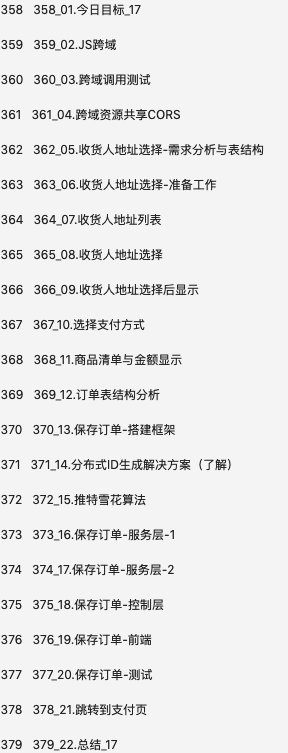 358 358_01.今日目标_17
359 359_02.JS跨域
360 360_03.跨域调用测试
361 361_04.跨域资源共享CORS
362 362_05.收货人地址选择-需求分析与表结构
363 363_06.收货人地址选择-准备工作
364 364_07.收货人地址列表
365 365_08.收货人地址选择
366 366_09.收货人地址选择后显示
367 367_10.选择支付方式
368 368_11.商品清单与金额显示
369 369_12.订单表结构分析
370 370_13.保存订单-搭建框架
371 371_14.分布式ID生成解决方案（了解）
372 372_15.推特雪花算法
373 373_16.保存订单-服务层-1
374 374_17.保存订单-服务层-2
375 375_18.保存订单-控制层
376 376_19.保存订单-前端
377 377_20.保存订单-测试
378 378_21.跳转到支付页
379 379_22.总结_17